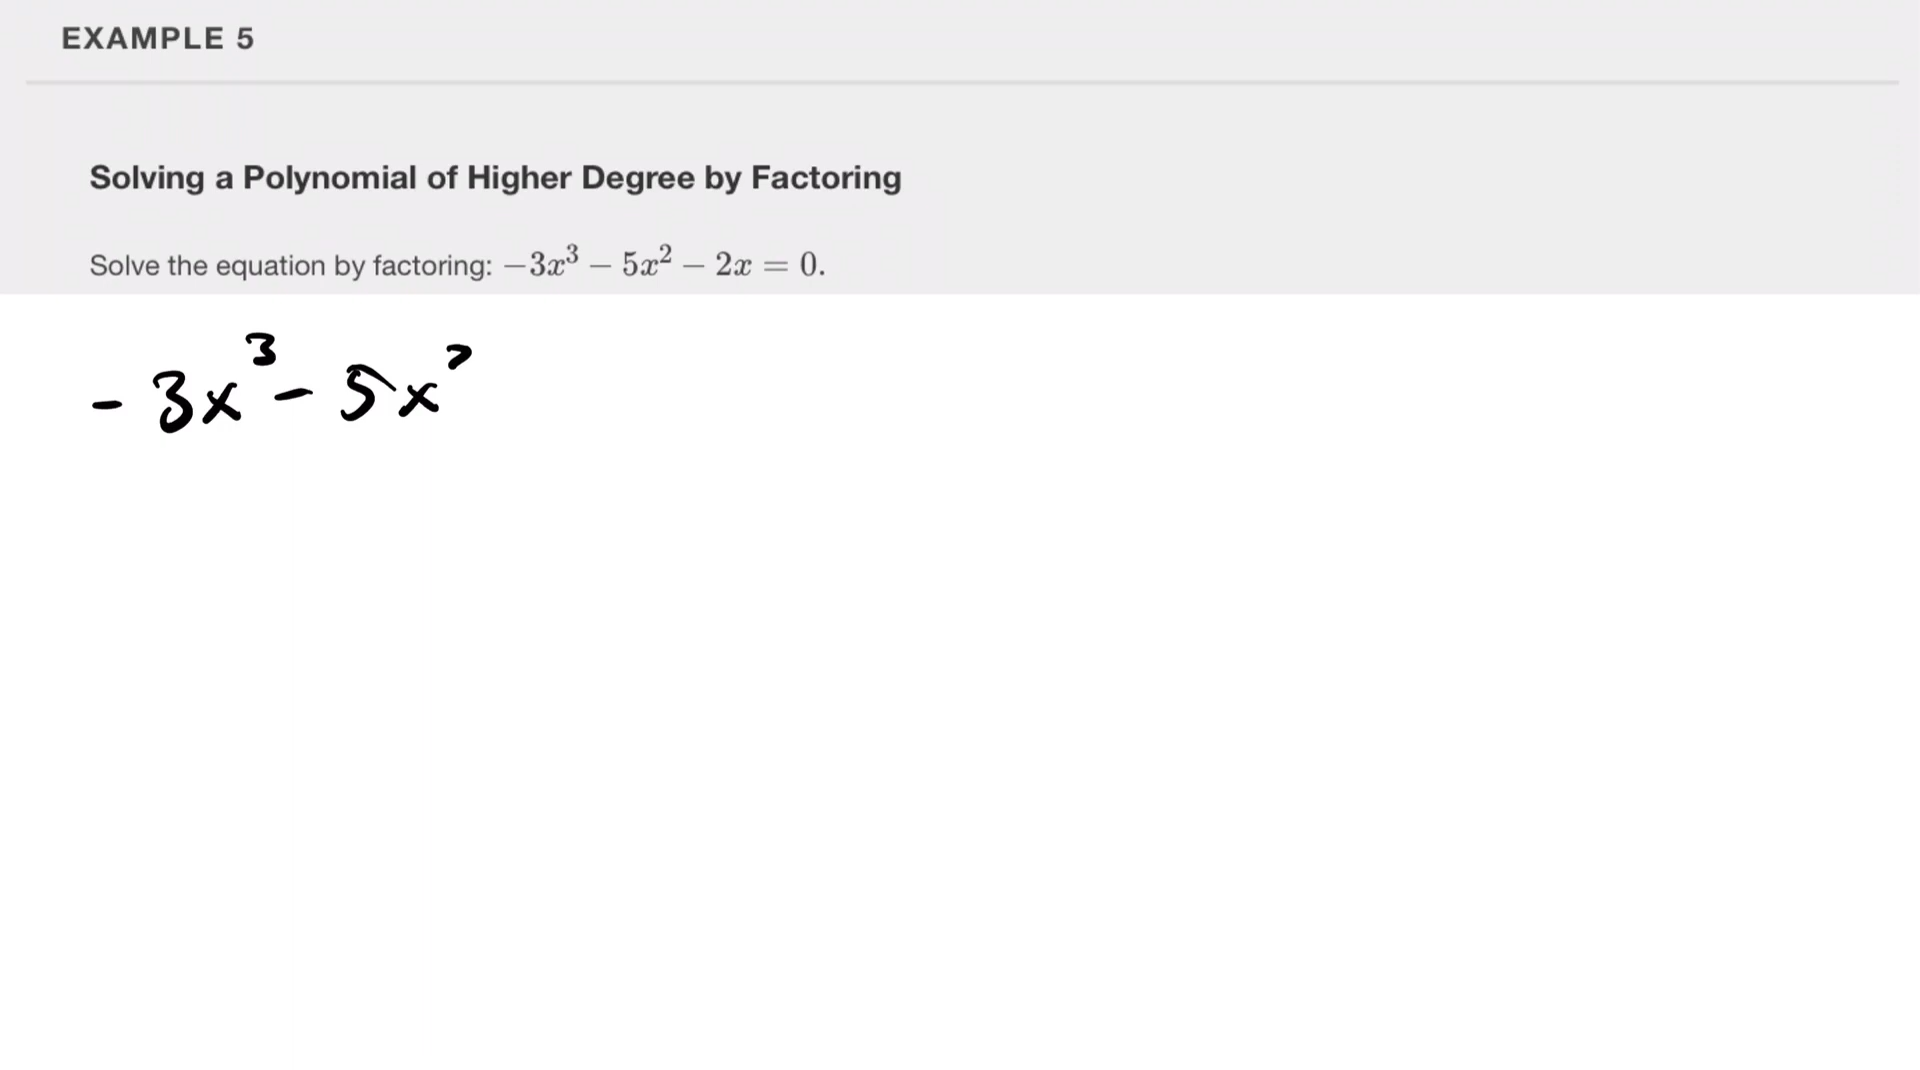 EXAMPLE 5
Solving a Polynomial of Higher Degree by Factoring
Solve the equation by factoring: −3x³ − 5x² − 2x = 0.
- 3x³ - 5x²